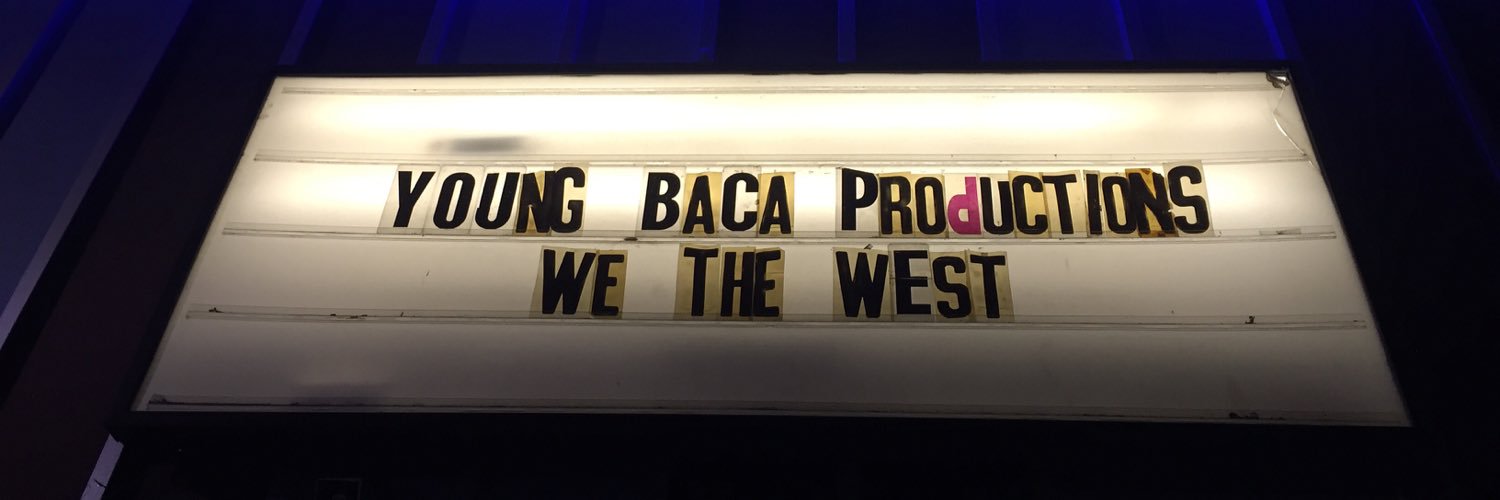 YOUNG BACA PROdUCTIONS
WE THE WEST